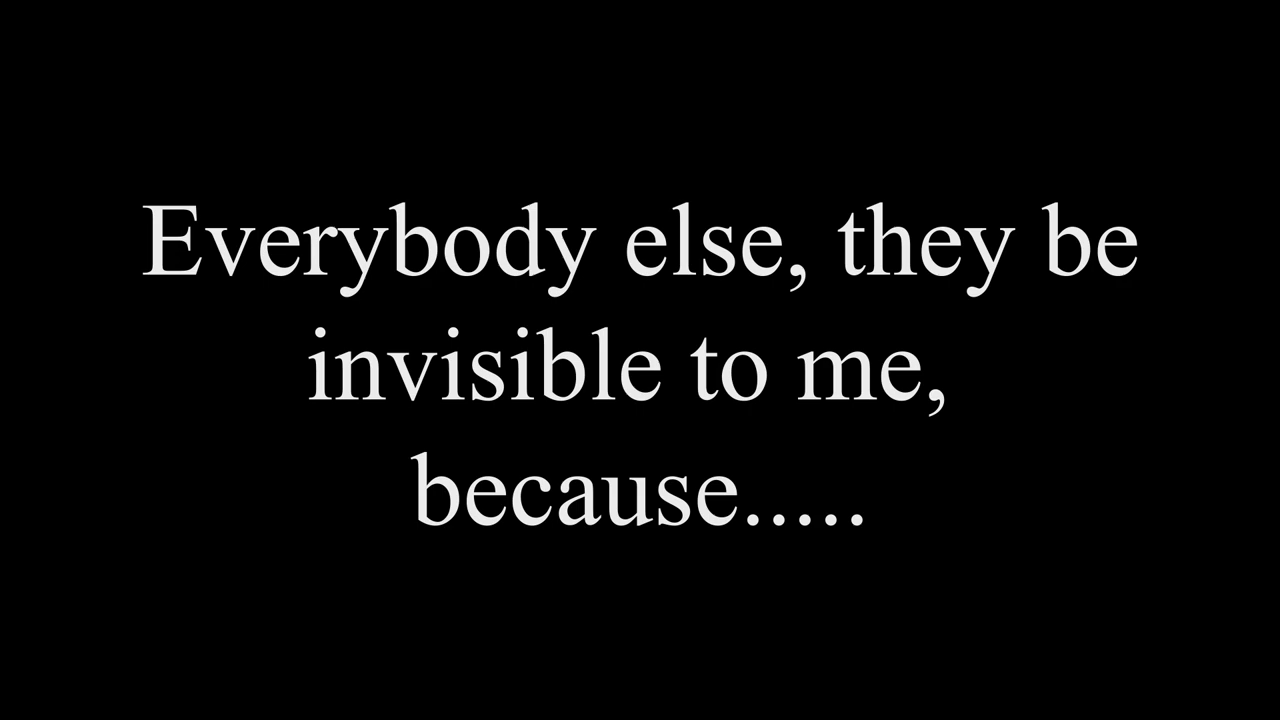 Everybody else, they be
invisible to me,
because.....